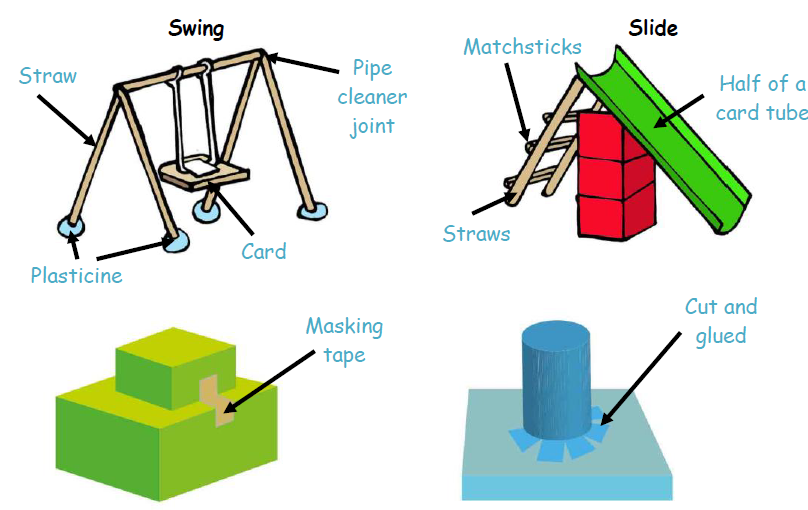 Swing
Slide
Straw
Pipe
cleaner
joint
Matchsticks
Half of a
card tube
Straws
Card
Plasticine
Masking
tape
Cut and
glued